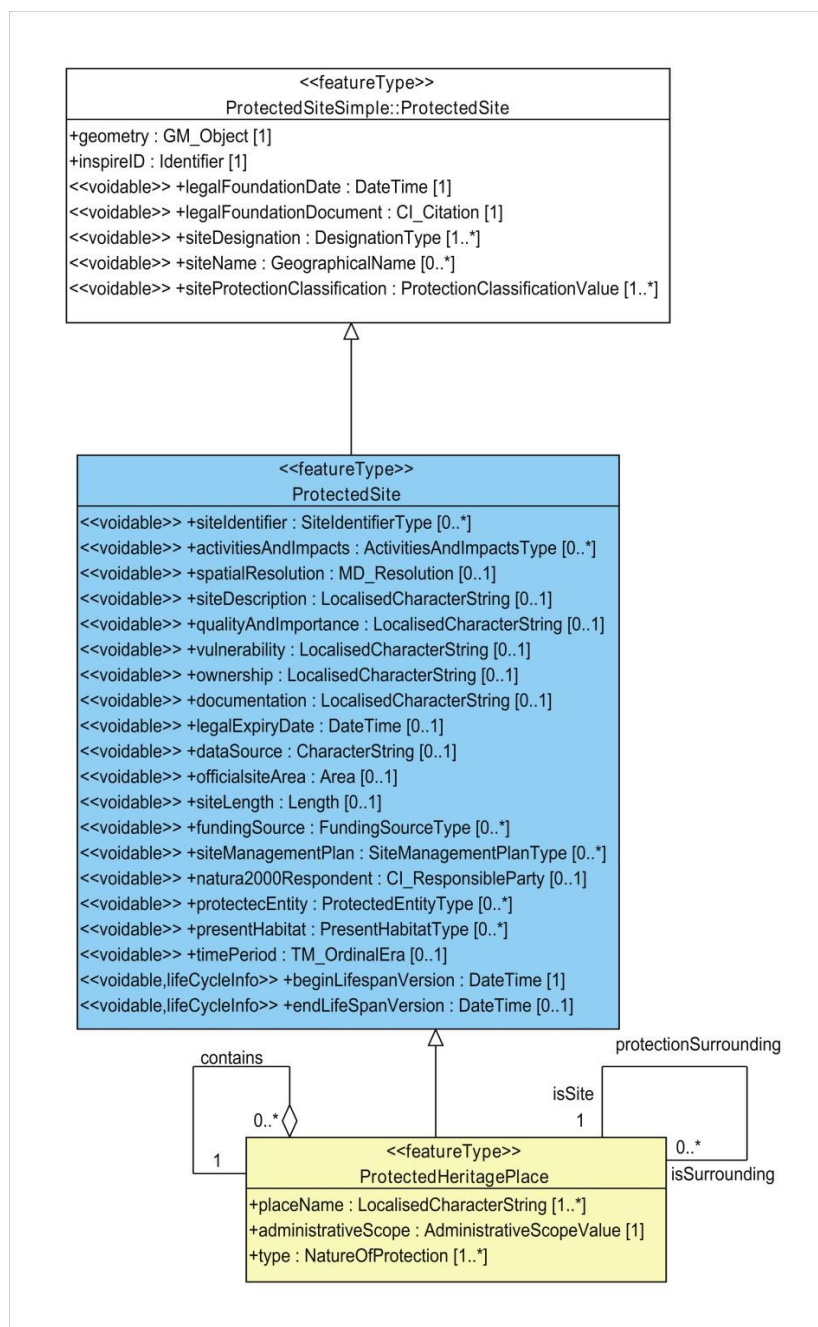 <<featureType>>
ProtectedSiteSimple::ProtectedSite
+geometry : GM_Object [1]
+inspireID : Identifier [1]
<<voidable>> +legalFoundationDate : DateTime [1]
<<voidable>> +legalFoundationDocument : CI_Citation [1]
<<voidable>> +siteDesignation : DesignationType [1..*]
<<voidable>> +siteName : GeographicalName [0..*]
<<voidable>> +siteProtectionClassification : ProtectionClassificationValue [1..*]
<<featureType>>
ProtectedSite
<<voidable>> +siteIdentifier : SiteIdentifierType [0..*]
<<voidable>> +activitiesAndImpacts : ActivitiesAndImpactsType [0..*]
<<voidable>> +spatialResolution : MD_Resolution [0..1]
<<voidable>> +siteDescription : LocalisedCharacterString [0..1]
<<voidable>> +qualityAndImportance : LocalisedCharacterString [0..1]
<<voidable>> +vulnerability : LocalisedCharacterString [0..1]
<<voidable>> +ownership : LocalisedCharacterString [0..1]
<<voidable>> +documentation : LocalisedCharacterString [0..1]
<<voidable>> +legalExpiryDate : DateTime [0..1]
<<voidable>> +dataSource : CharacterString [0..1]
<<voidable>> +officialsiteArea : Area [0..1]
<<voidable>> +siteLength : Length [0..1]
<<voidable>> +fundingSource : FundingSourceType [0..*]
<<voidable>> +siteManagementPlan : SiteManagementPlanType [0..*]
<<voidable>> +natura2000Respondent : CI_ResponsibleParty [0..1]
<<voidable>> +protectecEntity : ProtectedEntityType [0..*]
<<voidable>> +presentHabitat : PresentHabitatType [0..*]
<<voidable>> +timePeriod : TM_OrdinalEra [0..1]
<<voidable,lifeCycleInfo>> +beginLifespanVersion : DateTime [1]
<<voidable,lifeCycleInfo>> +endLifeSpanVersion : DateTime [0..1]
contains
0..*
1
protectionSurrounding
isSite
1
0..*
isSurrounding
<<featureType>>
ProtectedHeritagePlace
+placeName : LocalisedCharacterString [1..*]
+administrativeScope : AdministrativeScopeValue [1]
+type : NatureOfProtection [1..*]